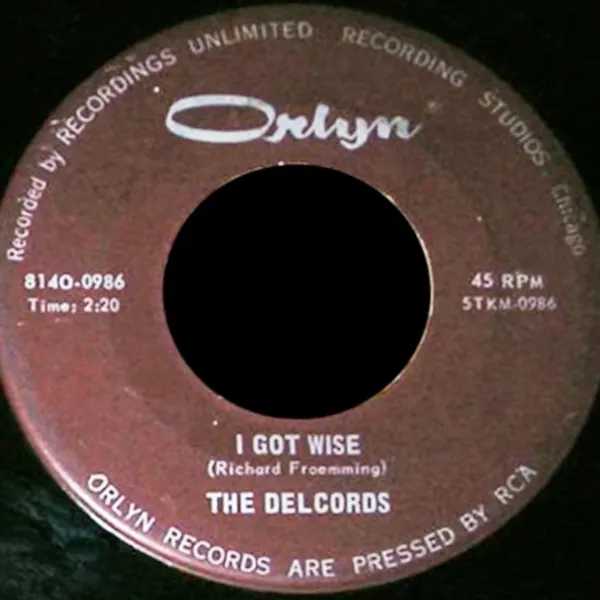 Recorded by RECORDINGS UNLIMITED RECORDING STUDIOS. Chicago
Orlyn
8140-0986
Time: 2:20
45 RPM
5TKM-0986
I GOT WISE
(Richard Froemming)
THE DELCORDS
ORLYN RECORDS ARE PRESSED BY RCA